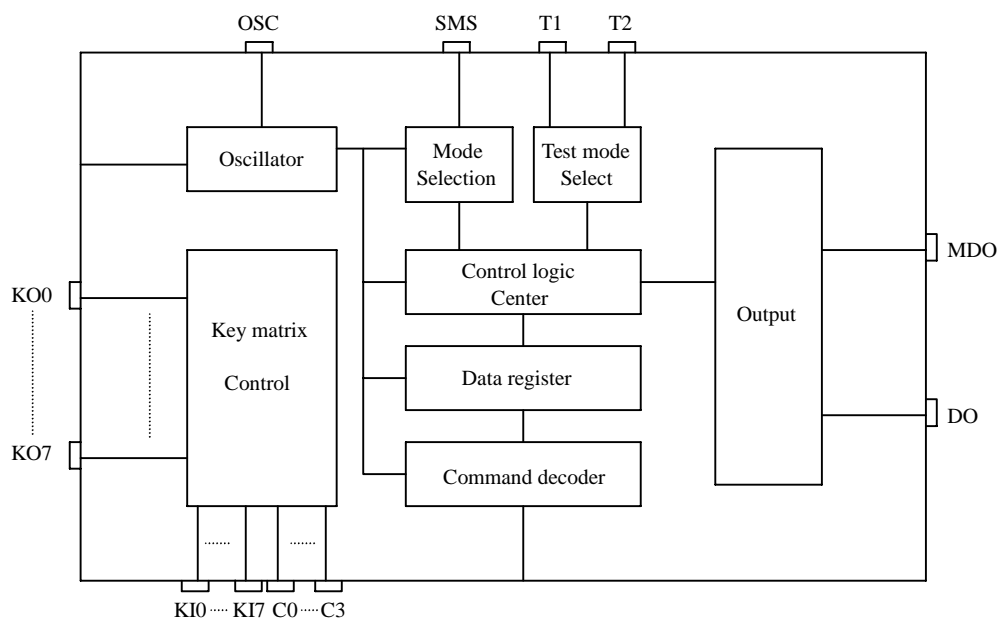 OSC SMS T1 T2
Oscillator
Mode
Selection
Test mode
Select
MDO
Control logic
Center
KO0
Output
Key matrix
Control
Data register
DO
KO7
Command decoder
KI0 ..... KI7 C0 ..... C3